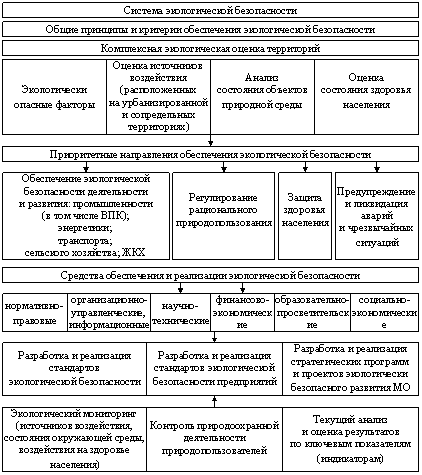 Система экологической безопасности
Общие принципы и критерии обеспечения экологической безопасности
Комплексная экологическая оценка территорий
Экологически
опасные факторы
Оценка источников
воздействия
(расположенных
на урбанизированной
и сопредельных
территориях)
Анализ
состояния объектов
природной среды
Оценка
состояния здоровья
населения
Приоритетные направления обеспечения экологической безопасности
Обеспечение экологической
безопасности деятельности
и развития: промышленности
(в том числе ВПК);
энергетики;
транспорта;
сельского хозяйства; ЖКХ
Регулирование
рационального
природопользования
Защита
здоровья
населения
Предупреждение
и ликвидация
аварий
и чрезвычайных
ситуаций
Средства обеспечения и реализации экологической безопасности
нормативно-
правовые
организационно-
управленческие,
информационные
научно-
технические
финансово-
экономиче
ские
образовательно-
просветительск
ие
социально-
экономические
ие
Разработка и реализация
стандартов
экологической безопасности
Разработка и реализация
стандартов экологической
безопасности предприятий
Разработка и реализация
стратегических программ
и проектов экологически
безопасного развития МО
Экологический мониторинг
(источников воздействия,
состояния окружающей среды,
воздействия на здоровье
населения)
Контроль природоохранной
деятельности
природопользователей
Текущий анализ
и оценка результатов
по ключевым показателям
(индикаторам)